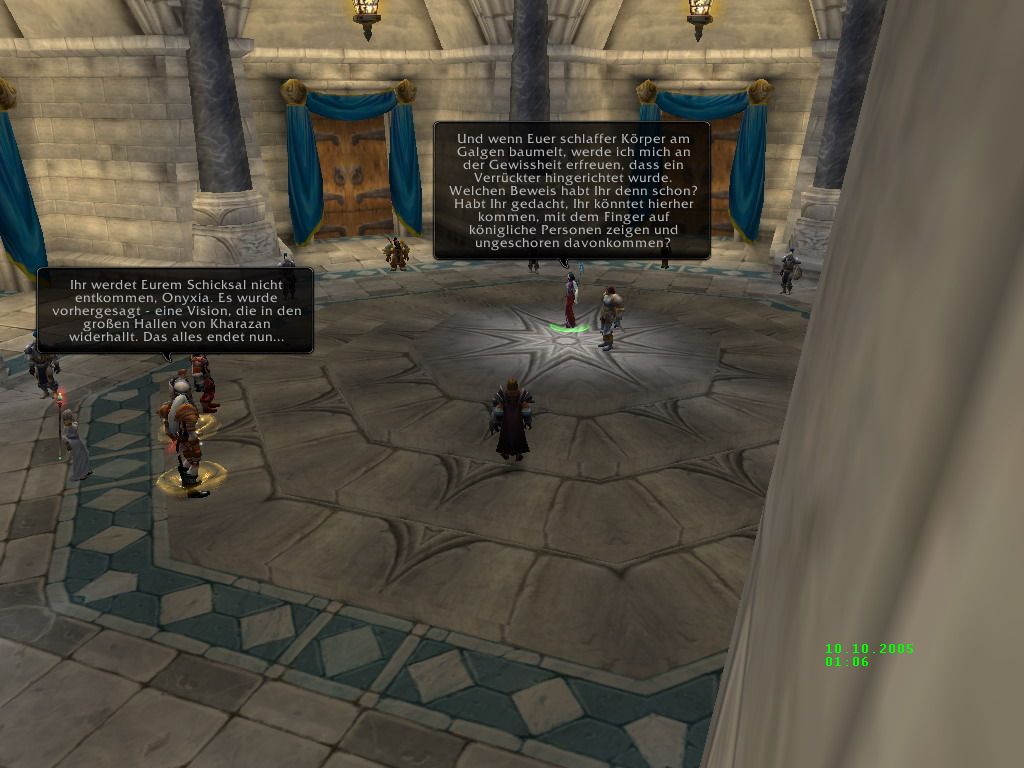 Und wenn Euer schlaffer Körper am
Galgen baumelt, werde ich mich an
der Gewissheit erfreuen, dass ein
Verrückter hingerichtet wurde.
Welchen Beweis habt Ihr denn schon?
Habt Ihr gedacht, Ihr könntet hierher
kommen, mit dem Finger auf
königliche Personen zeigen und
ungeschoren davonkommen?
Ihr werdet Eurem Schicksal nicht
entkommen, Onyxia. Es wurde
vorhergesagt - eine Vision, die in den
großen Hallen von Kharazan
widerhallt. Das alles endet nun...
10.10.2005
01:06